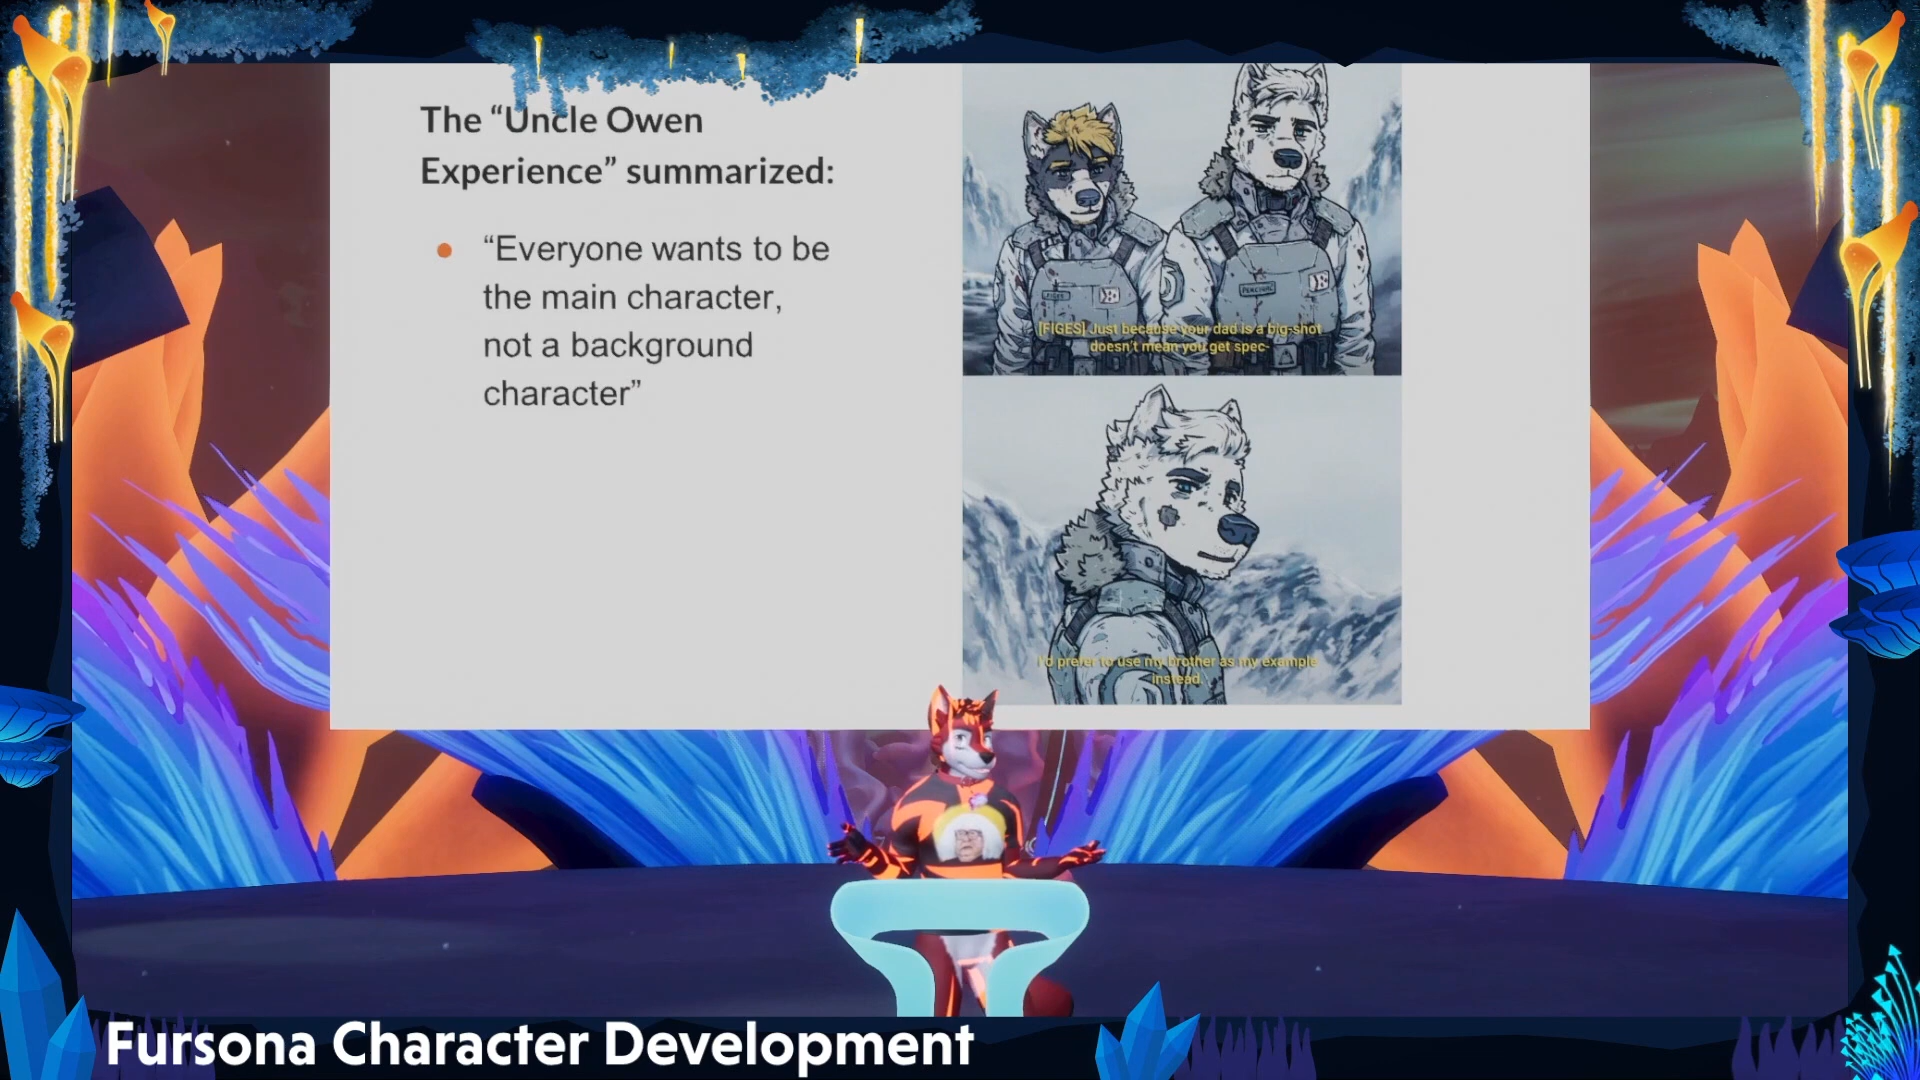 The “Uncle Owen
Experience” summarized:
“Everyone wants to be
the main character,
not a background
character”
[FIGES] Just because your dad is a big-shot
doesn't mean you get spec-
I'd prefer to use my brother as my example
instead.
Fursona Character Development